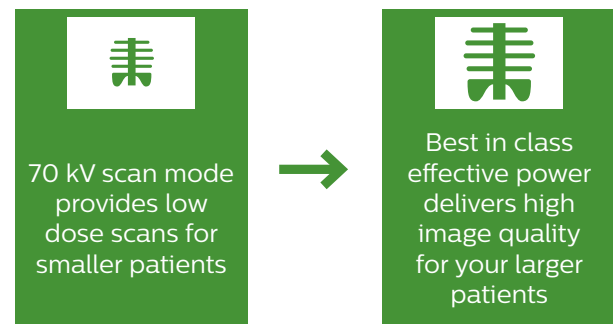 70 kV scan mode
provides low
dose scans for
smaller patients
Best in class
effective power
delivers high
image quality
for your larger
patients